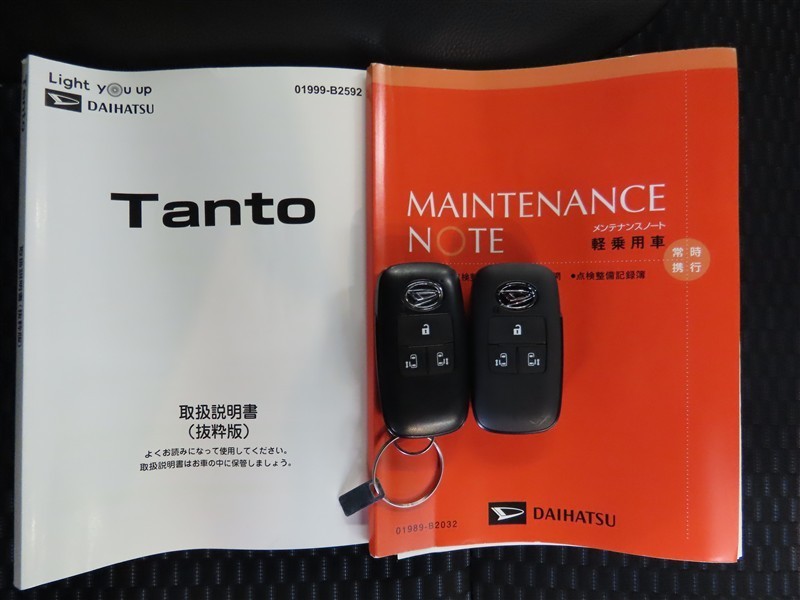 Light you up
DAIHATSU
01999-B2592
Tanto
取扱説明書
(抜粋版)
よくお読みになって使用してください。
取扱説明書はお車の中に保管しましょう。
MAINTENANCE
NOTE
メンテナンスノート
軽乗用車
常時
携行
●点検整備記録簿
DAIHATSU
01989-B2032